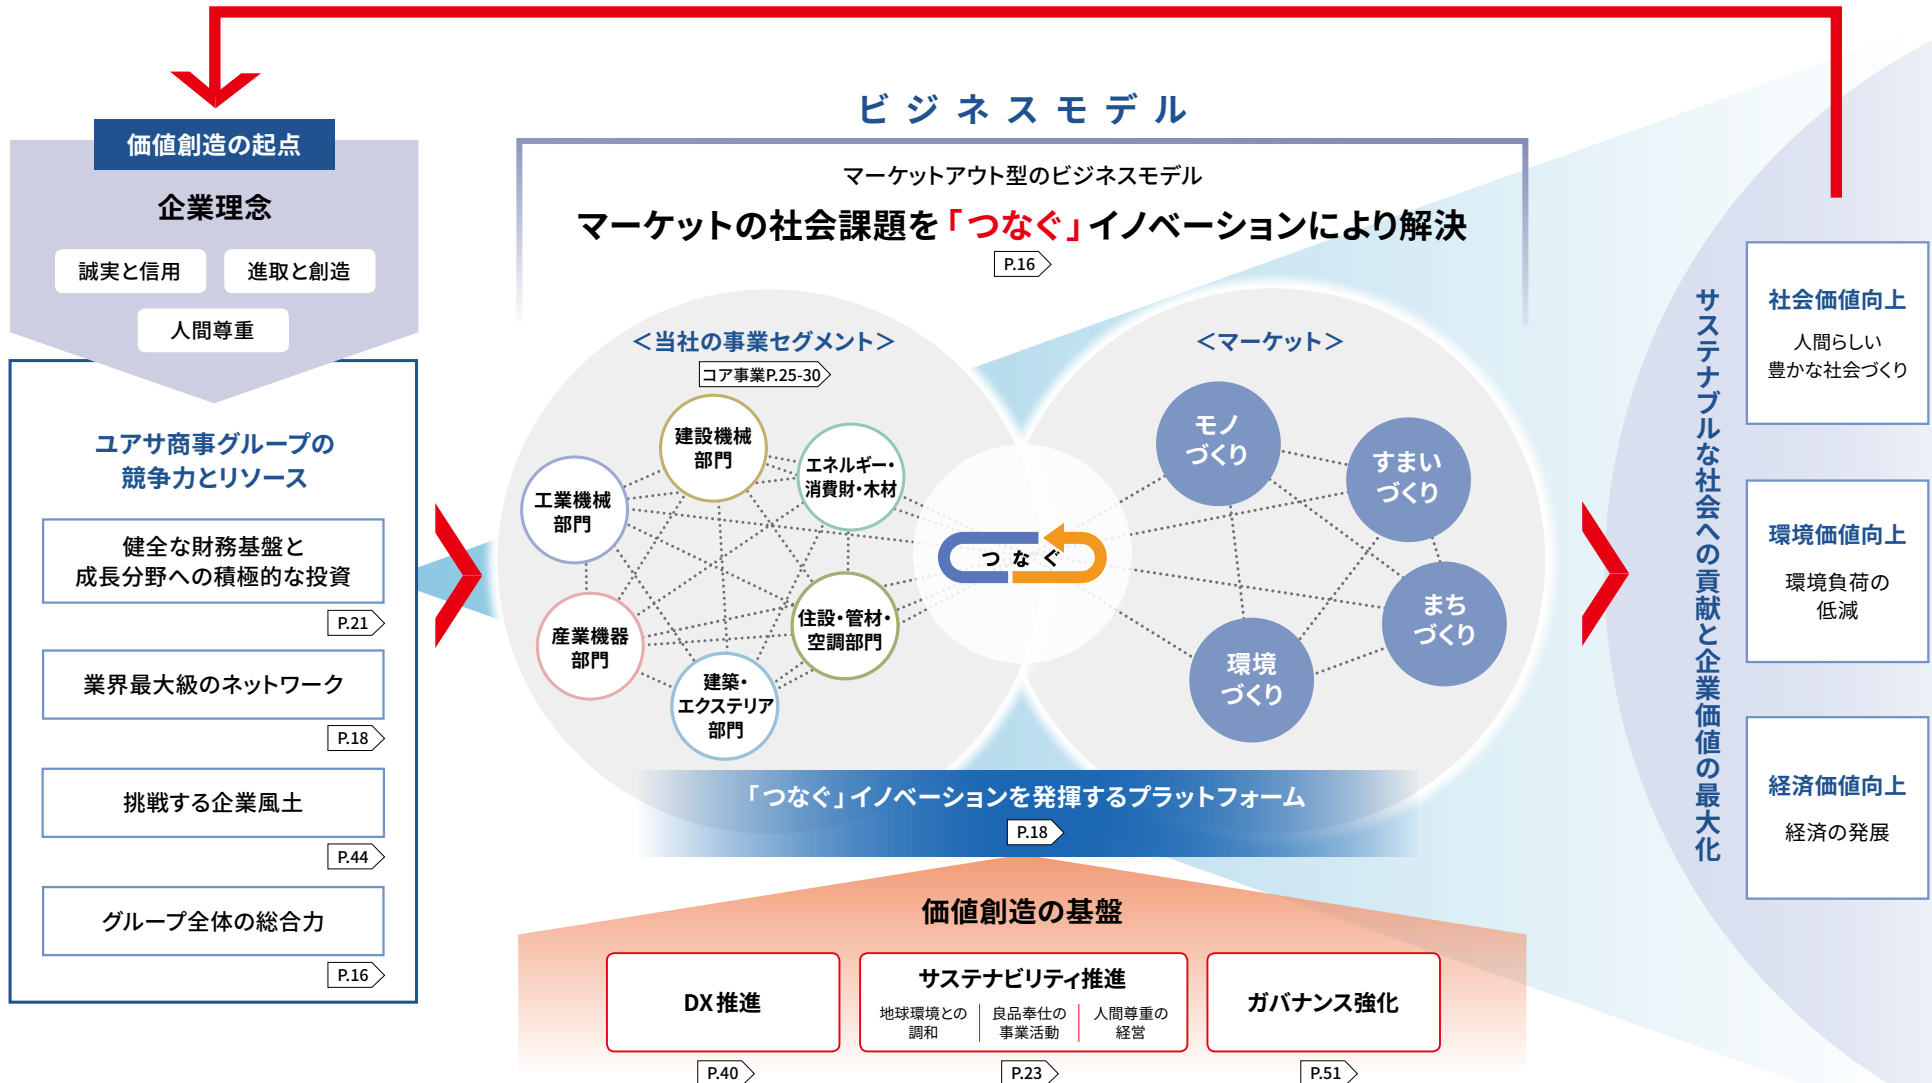 価値創造の起点
企業理念
誠実と信用
進取と創造
人間尊重
ユアサ商事グループの
競争力とリソース
健全な財務基盤と
成長分野への積極的な投資
P.21
業界最大級のネットワーク
P.18
挑戦する企業風土
P.44
グループ全体の総合力
P.16
ビジネスモデル
マーケットアウト型のビジネスモデル
マーケットの社会課題を「つなぐ」イノベーションにより解決
P.16
＜当社の事業セグメント＞
コア事業P.25-30
建設機械
部門
エネルギー・
消費財・木材
工業機械
部門
産業機器
部門
住設・管材・
空調部門
建築・
エクステリア
部門
つなぐ
＜マーケット＞
モノ
づくり
すまい
づくり
まち
づくり
環境
づくり
「つなぐ」イノベーションを発揮するプラットフォーム
P.18
価値創造の基盤
DX推進
P.40
サステナビリティ推進
地球環境との
調和
良品奉仕の
事業活動
人間尊重の
経営
P.23
ガバナンス強化
P.51
サステナブルな社会への貢献と企業価値の最大化
社会価値向上
人間らしい
豊かな社会づくり
環境価値向上
環境負荷の
低減
経済価値向上
経済の発展